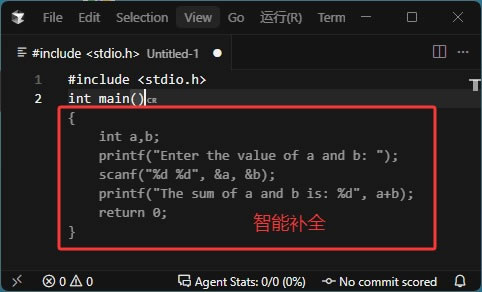 File Edit Selection View Go 运行(R) Term
#include <stdio.h> Untitled-1
1 #include <stdio.h>
2 int main()
{
int a,b;
printf("Enter the value of a and b: ");
scanf("%d %d", &a, &b);
printf("The sum of a and b is: %d", a+b);
return 0;
}
智能补全
0 0 Agent Stats: 0/0 (0%) No commit scored